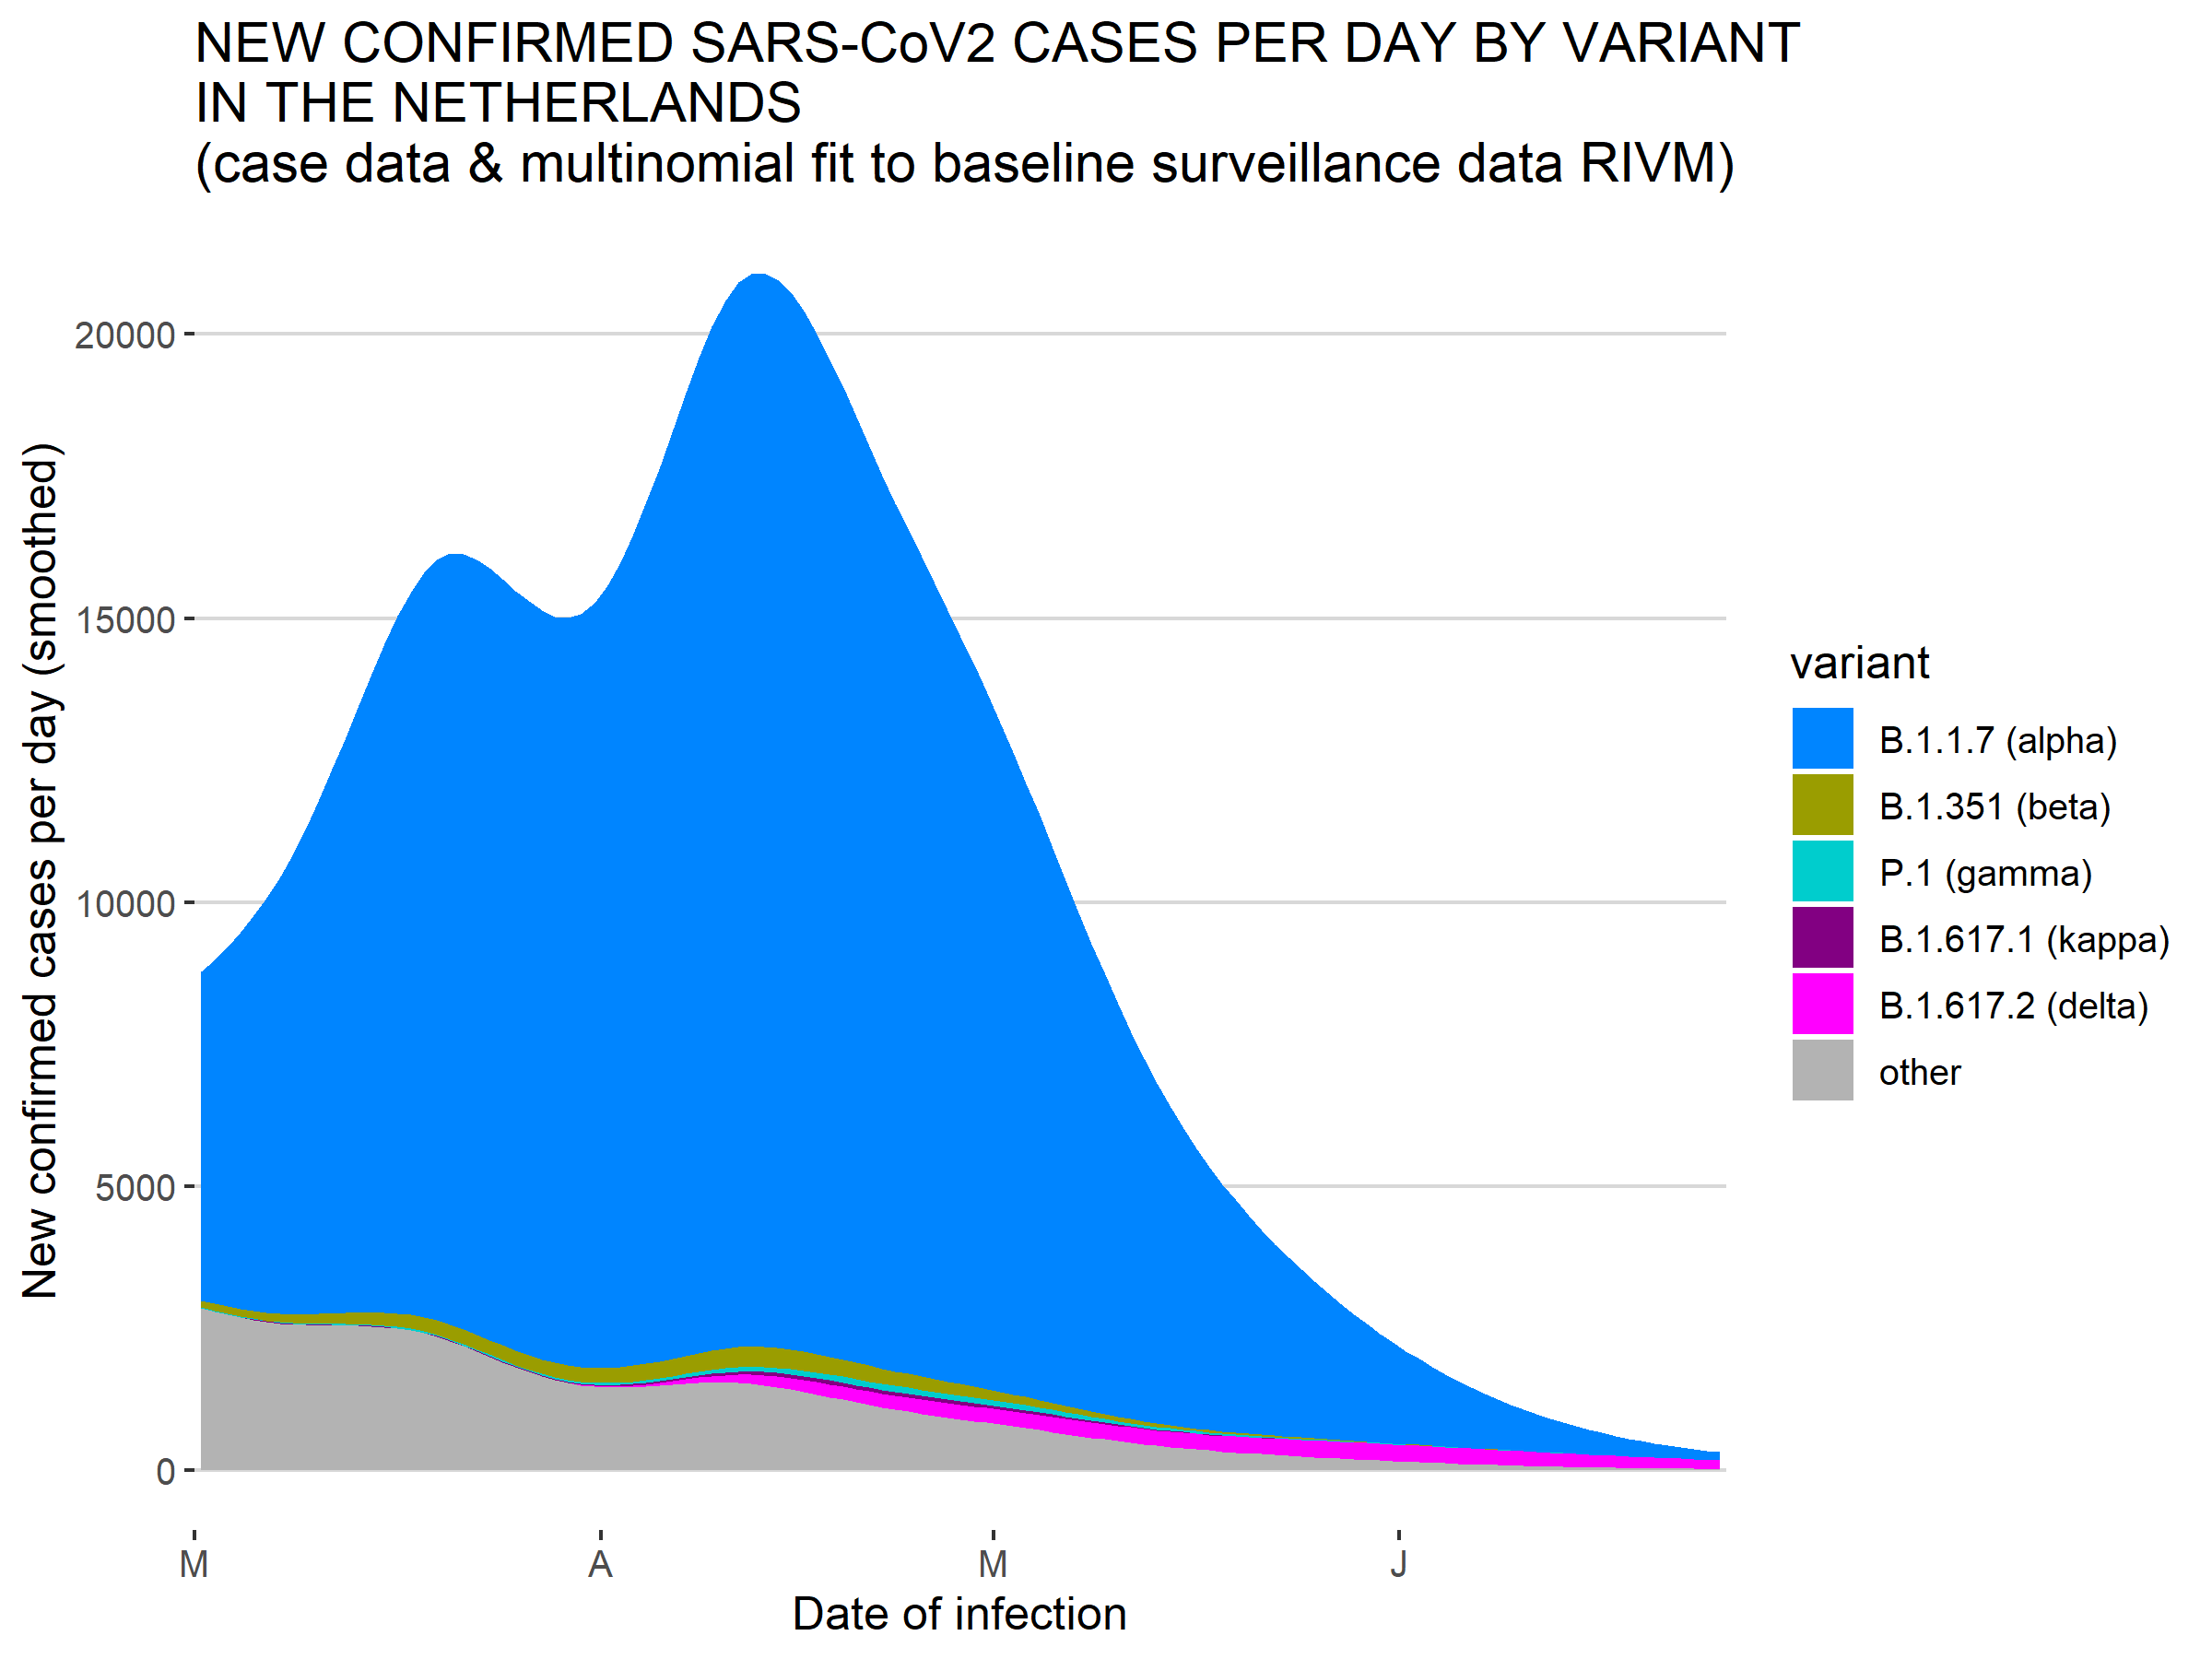 NEW CONFIRMED SARS-CoV2 CASES PER DAY BY VARIANT
IN THE NETHERLANDS
(case data & multinomial fit to baseline surveillance data RIVM)
New confirmed cases per day (smoothed)
20000
15000
10000
5000
0
M
A
M
J
Date of infection
variant
B.1.1.7 (alpha)
B.1.351 (beta)
P.1 (gamma)
B.1.617.1 (kappa)
B.1.617.2 (delta)
other